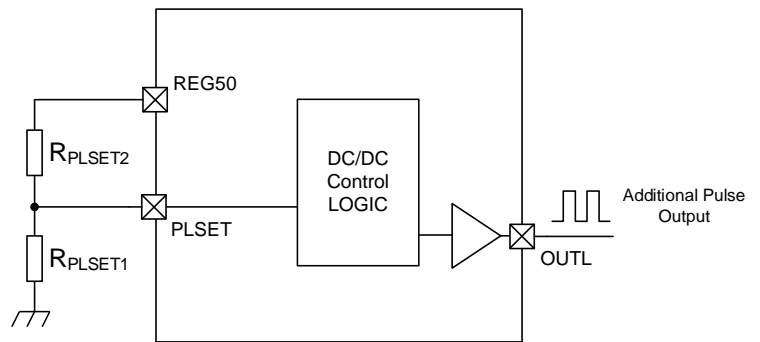 REG50
RPLSET2
DC/DC
Control
LOGIC
Additional Pulse
Output
PLSET
OUTL
RPLSET1